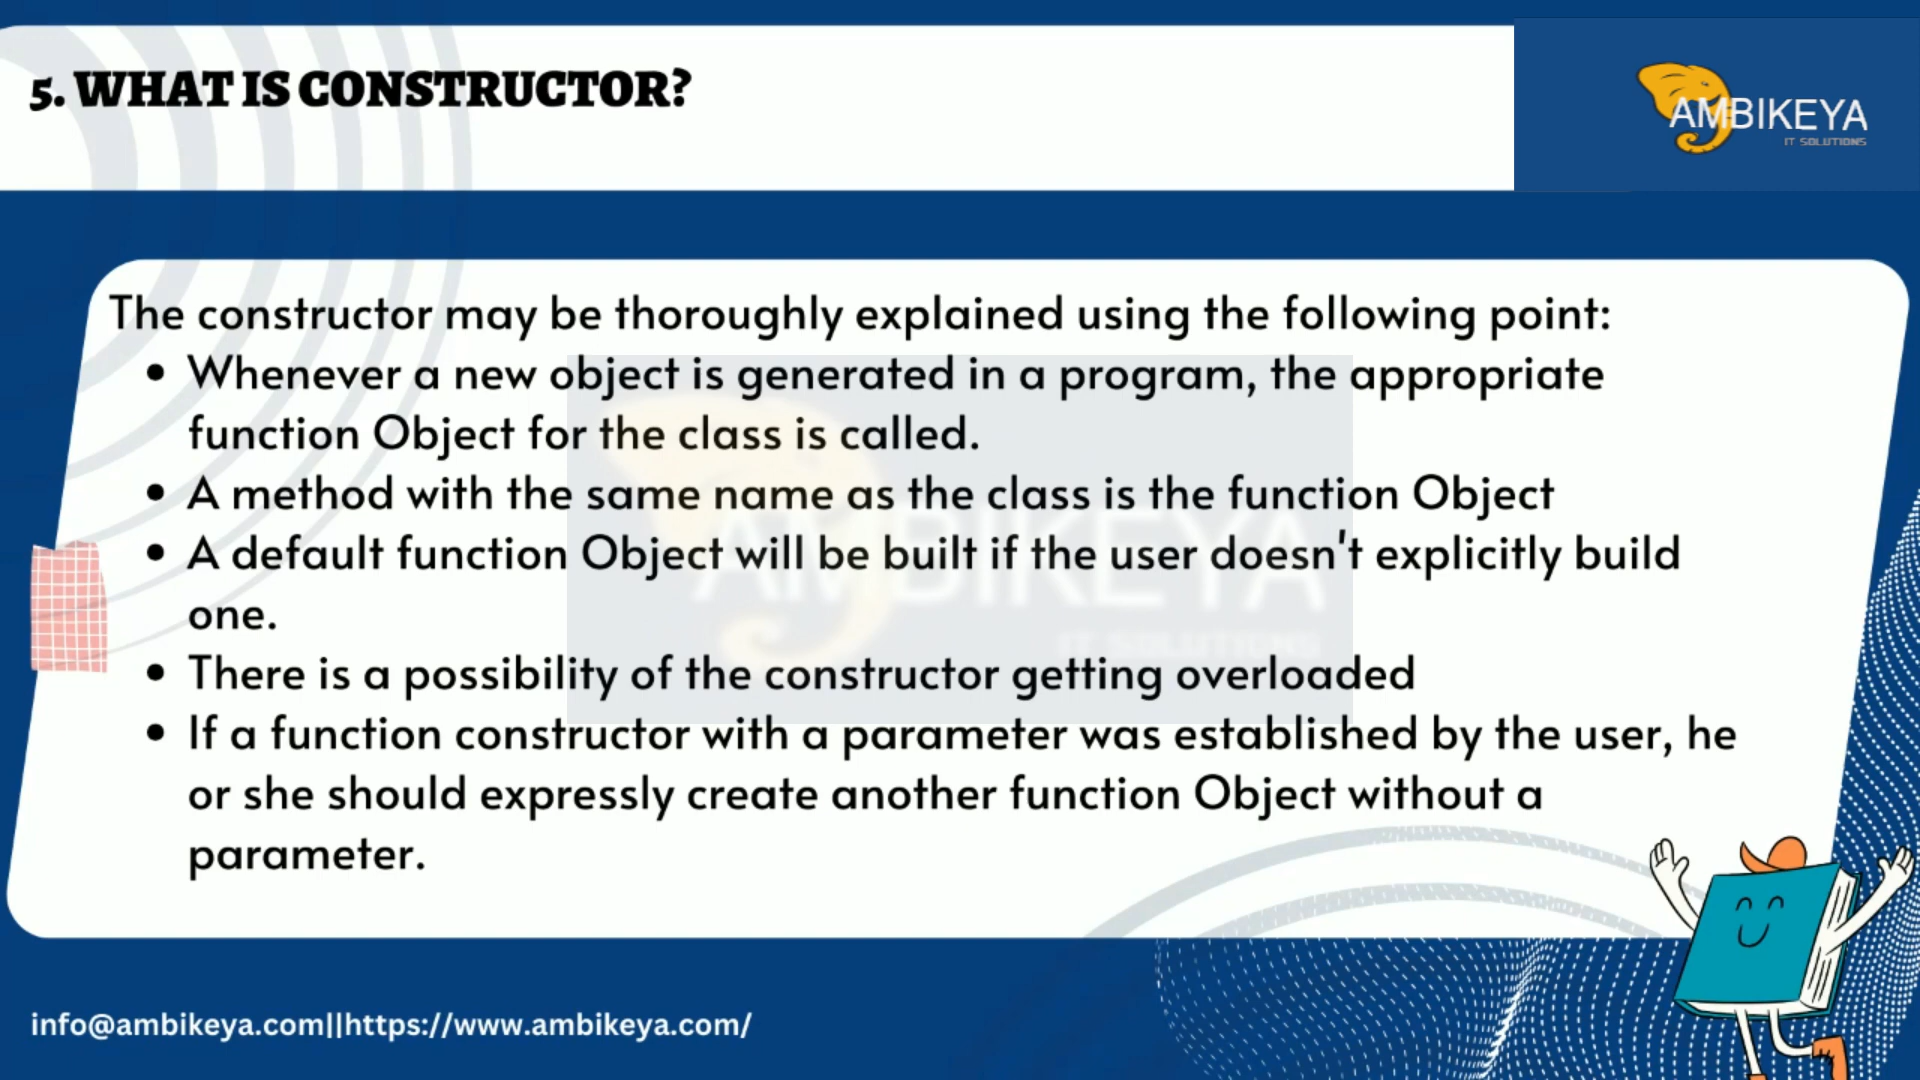 5. WHAT IS CONSTRUCTOR?
AMBIKEYA
IT SOLUTIONS
The constructor may be thoroughly explained using the following point:
• Whenever a new object is generated in a program, the appropriate
function Object for the class is called.
• A method with the same name as the class is the function Object
• A default function Object will be built if the user doesn't explicitly build
one.
• There is a possibility of the constructor getting overloaded
• If a function constructor with a parameter was established by the user, he
or she should expressly create another function Object without a
parameter.
AMBIKEYA
IT SOLUTIONS
info@ambikeya.com||https://www.ambikeya.com/